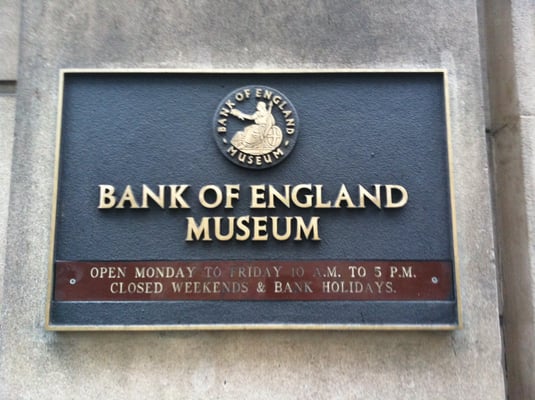 BANK OF ENGLAND
MUSEUM
BANK OF ENGLAND
MUSEUM
OPEN MONDAY TO FRIDAY 10 A.M. TO 5 P.M.
CLOSED WEEKENDS & BANK HOLIDAYS.